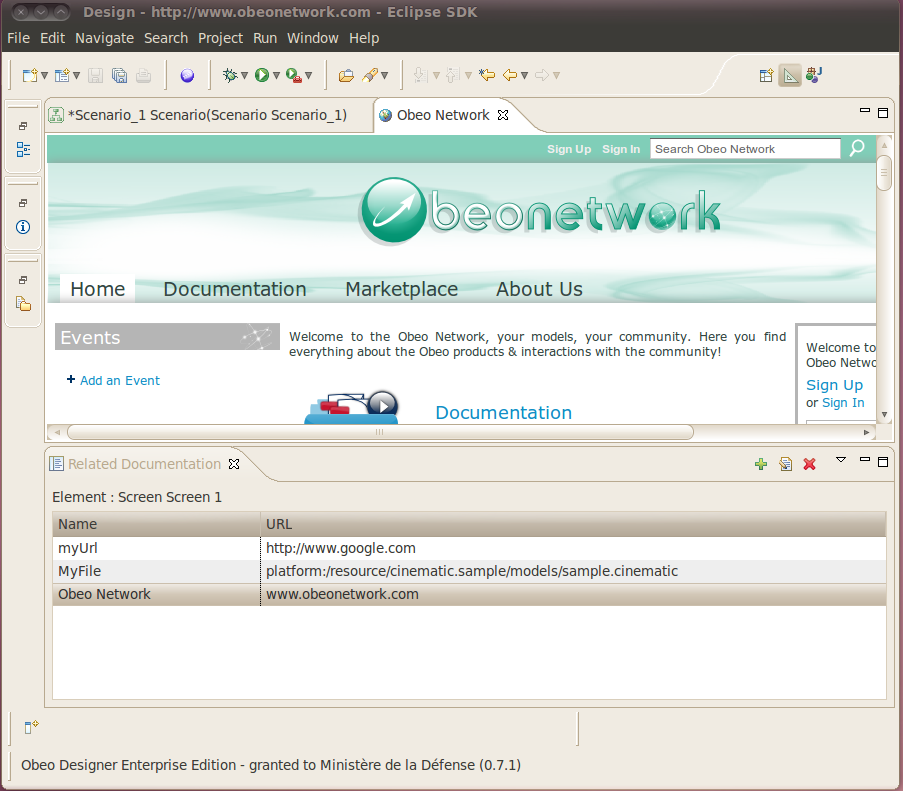 Design - http://www.obeonetwork.com - Eclipse SDK
File Edit Navigate Search Project Run Window Help
*Scenario_1 Scenario(Scenario Scenario_1) Obeo Network
Sign Up Sign In Search Obeo Network
beonetwork
Home Documentation Marketplace About Us
Events
Add an Event
Welcome to the Obeo Network, your models, your community. Here you find
everything about the Obeo products & interactions with the community!
Documentation
Welcome to
Obeo Netwo
Sign Up
or Sign In
Related Documentation
Element : Screen Screen 1
Name URL
myUrl http://www.google.com
MyFile platform:/resource/cinematic.sample/models/sample.cinematic
Obeo Network www.obeonetwork.com
Obeo Designer Enterprise Edition - granted to Ministère de la Défense (0.7.1)